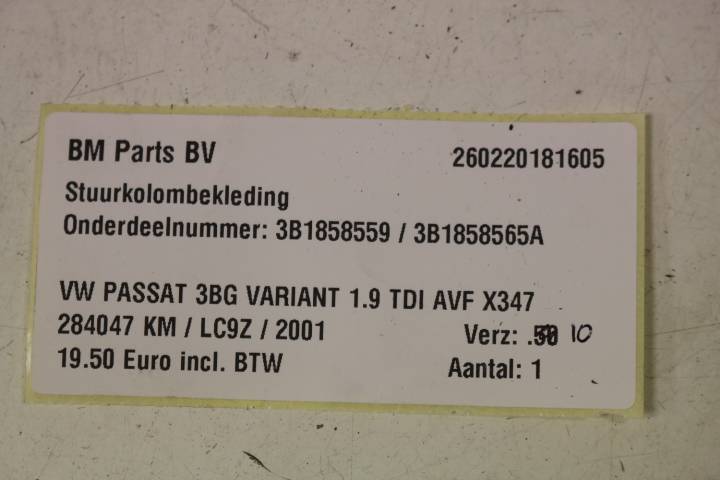 BM Parts BV 260220181605
Stuurkolombekleding
Onderdeelnummer: 3B1858559 / 3B1858565A
VW PASSAT 3BG VARIANT 1.9 TDI AVF X347
284047 KM / LC9Z / 2001 Verz: 10
19.50 Euro incl. BTW Aantal: 1